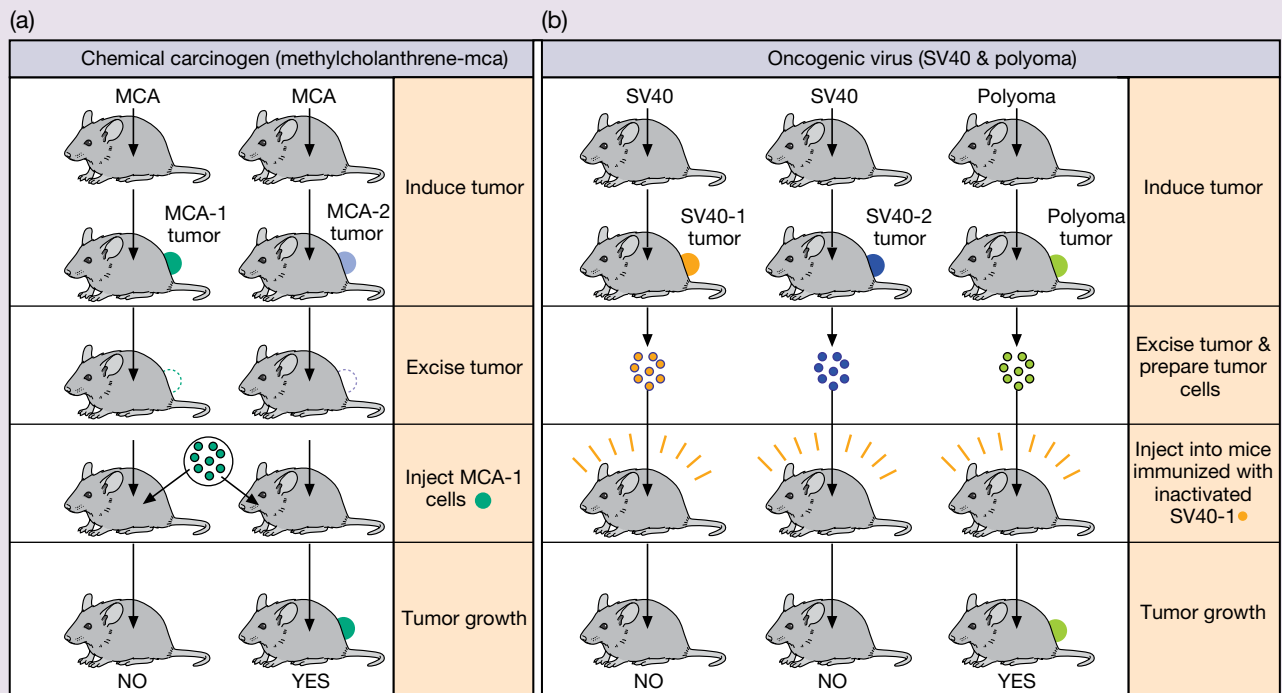 (a)
Chemical carcinogen (methylcholanthrene-mca)
MCA
MCA
MCA-1
tumor
MCA-2
tumor
Induce tumor
Excise tumor
Inject MCA-1
cells
Tumor growth
NO
YES
(b)
Oncogenic virus (SV40 & polyoma)
SV40
SV40
Polyoma
SV40-1
tumor
SV40-2
tumor
Polyoma
tumor
Induce tumor
Excise tumor &
prepare tumor
cells
Inject into mice
immunized with
inactivated
SV40-1
Tumor growth
NO
NO
YES